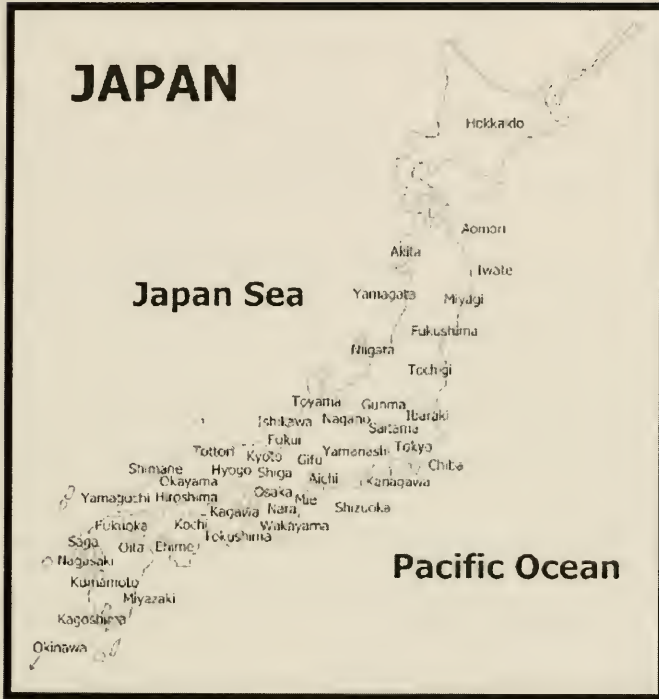 JAPAN
Hokkaido
Aomori
Akita
Iwate
Japan Sea
Yamagata
Miyagi
Fukushima
Niigata
Tochigi
Toyama
Gunma
Ishikawa
Nagano
Ibaraki
Saitama
Fukui
Tottori
Kyoto
Gifu
Yamanashi
Tokyo
Shimane
Hyogo
Shiga
Chiba
Okayama
Aichi
Kanagawa
Yamaguchi
Hiroshima
Osaka
Mie
Kagawa
Nara
Shizuoka
Fukuoka
Kochi
Wakayama
Tokushima
Saga
Oita
Ehime
Nagasaki
Pacific Ocean
Kumamoto
Miyazaki
Kagoshima
Okinawa